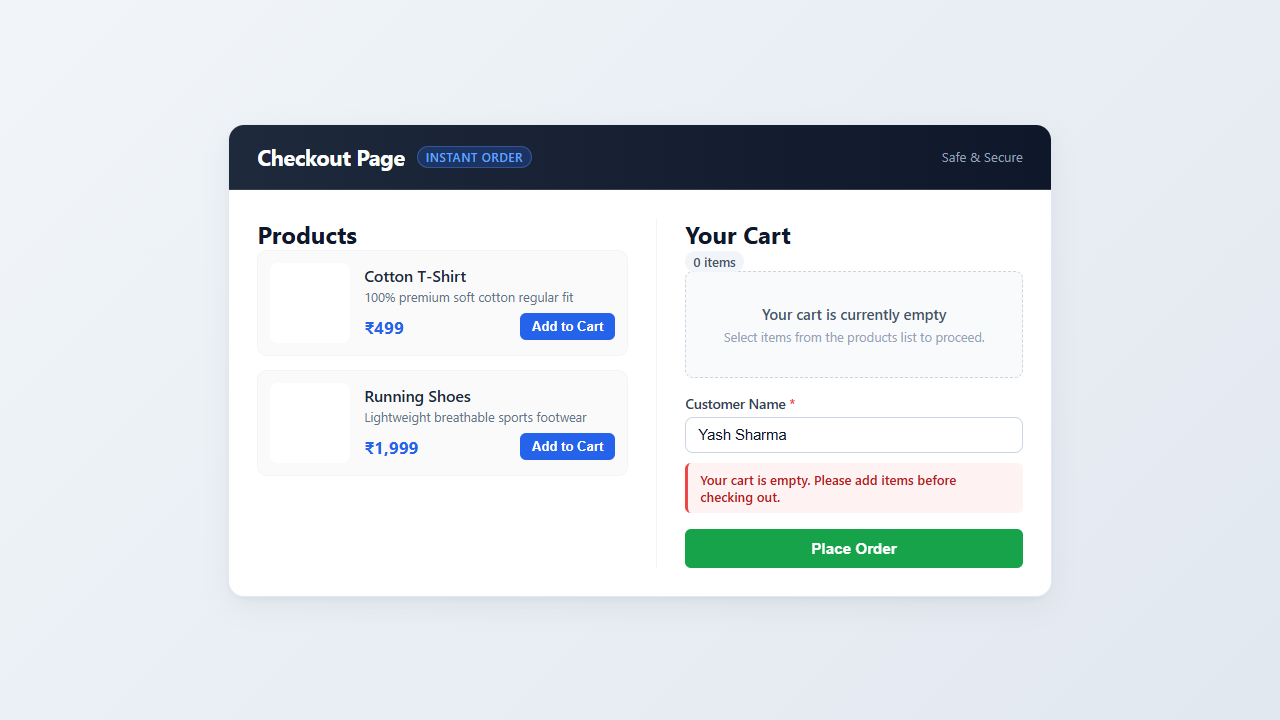 Checkout Page
INSTANT ORDER
Safe & Secure
Products
Cotton T-Shirt
100% premium soft cotton regular fit
₹499
Add to Cart
Running Shoes
Lightweight breathable sports footwear
₹1,999
Add to Cart
Your Cart
0 items
Your cart is currently empty
Select items from the products list to proceed.
Customer Name *
Yash Sharma
Your cart is empty. Please add items before
checking out.
Place Order